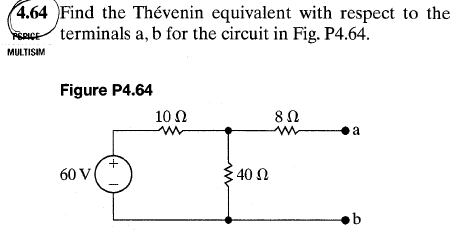 4.64 Find the Thévenin equivalent with respect to the
PSPICE terminals a, b for the circuit in Fig. P4.64.
MULTISIM
Figure P4.64
10 Ω 8 Ω
a
60 V + − 40 Ω
b